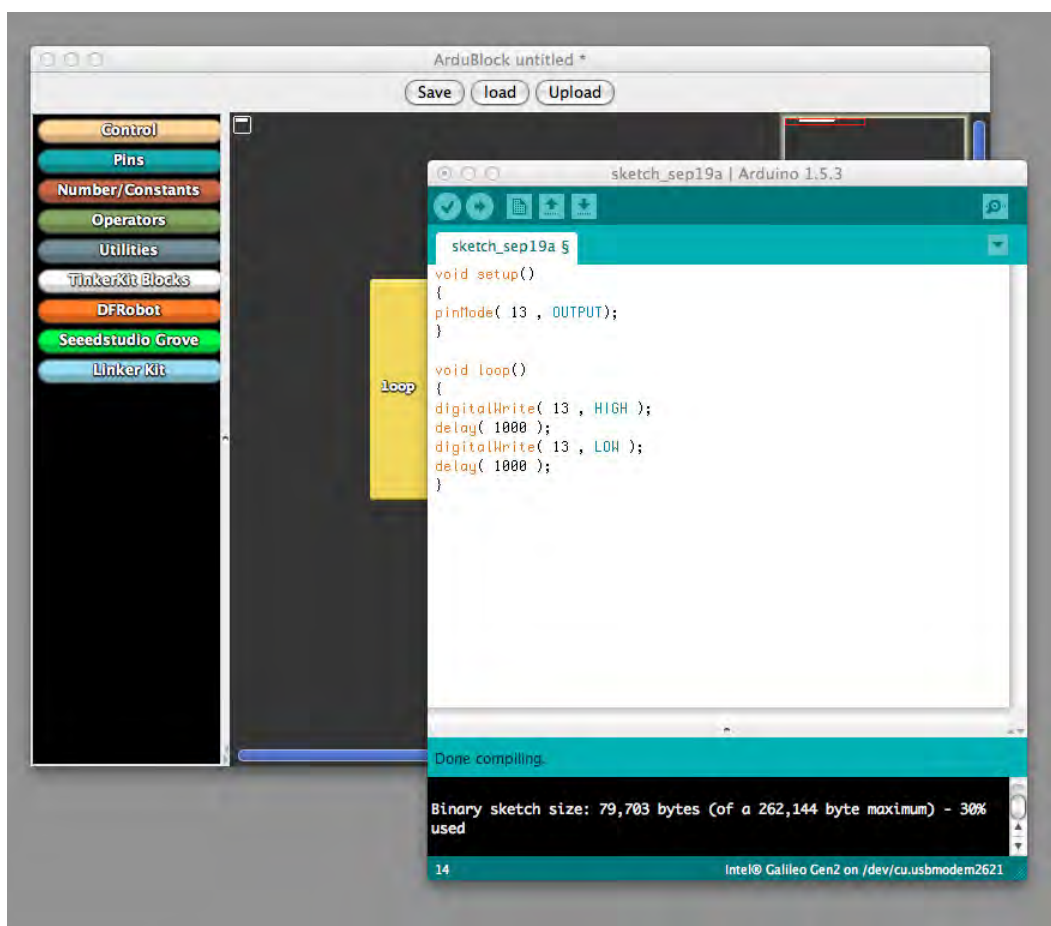 ArduBlock untitled *
Save load Upload
Control
Pins
Number/Constants
Operators
Utilities
TinkerKit Blocks
DFRobot
Seeedstudio Grove
Linker Kit
loop
sketch_sep19a | Arduino 1.5.3
sketch_sep19a §
void setup()
{
pinMode( 13 , OUTPUT);
}
void loop()
{
digitalWrite( 13 , HIGH );
delay( 1000 );
digitalWrite( 13 , LOW );
delay( 1000 );
}
Done compiling.
Binary sketch size: 79,703 bytes (of a 262,144 byte maximum) - 30%
used
14 Intel® Galileo Gen2 on /dev/cu.usbmodem2621